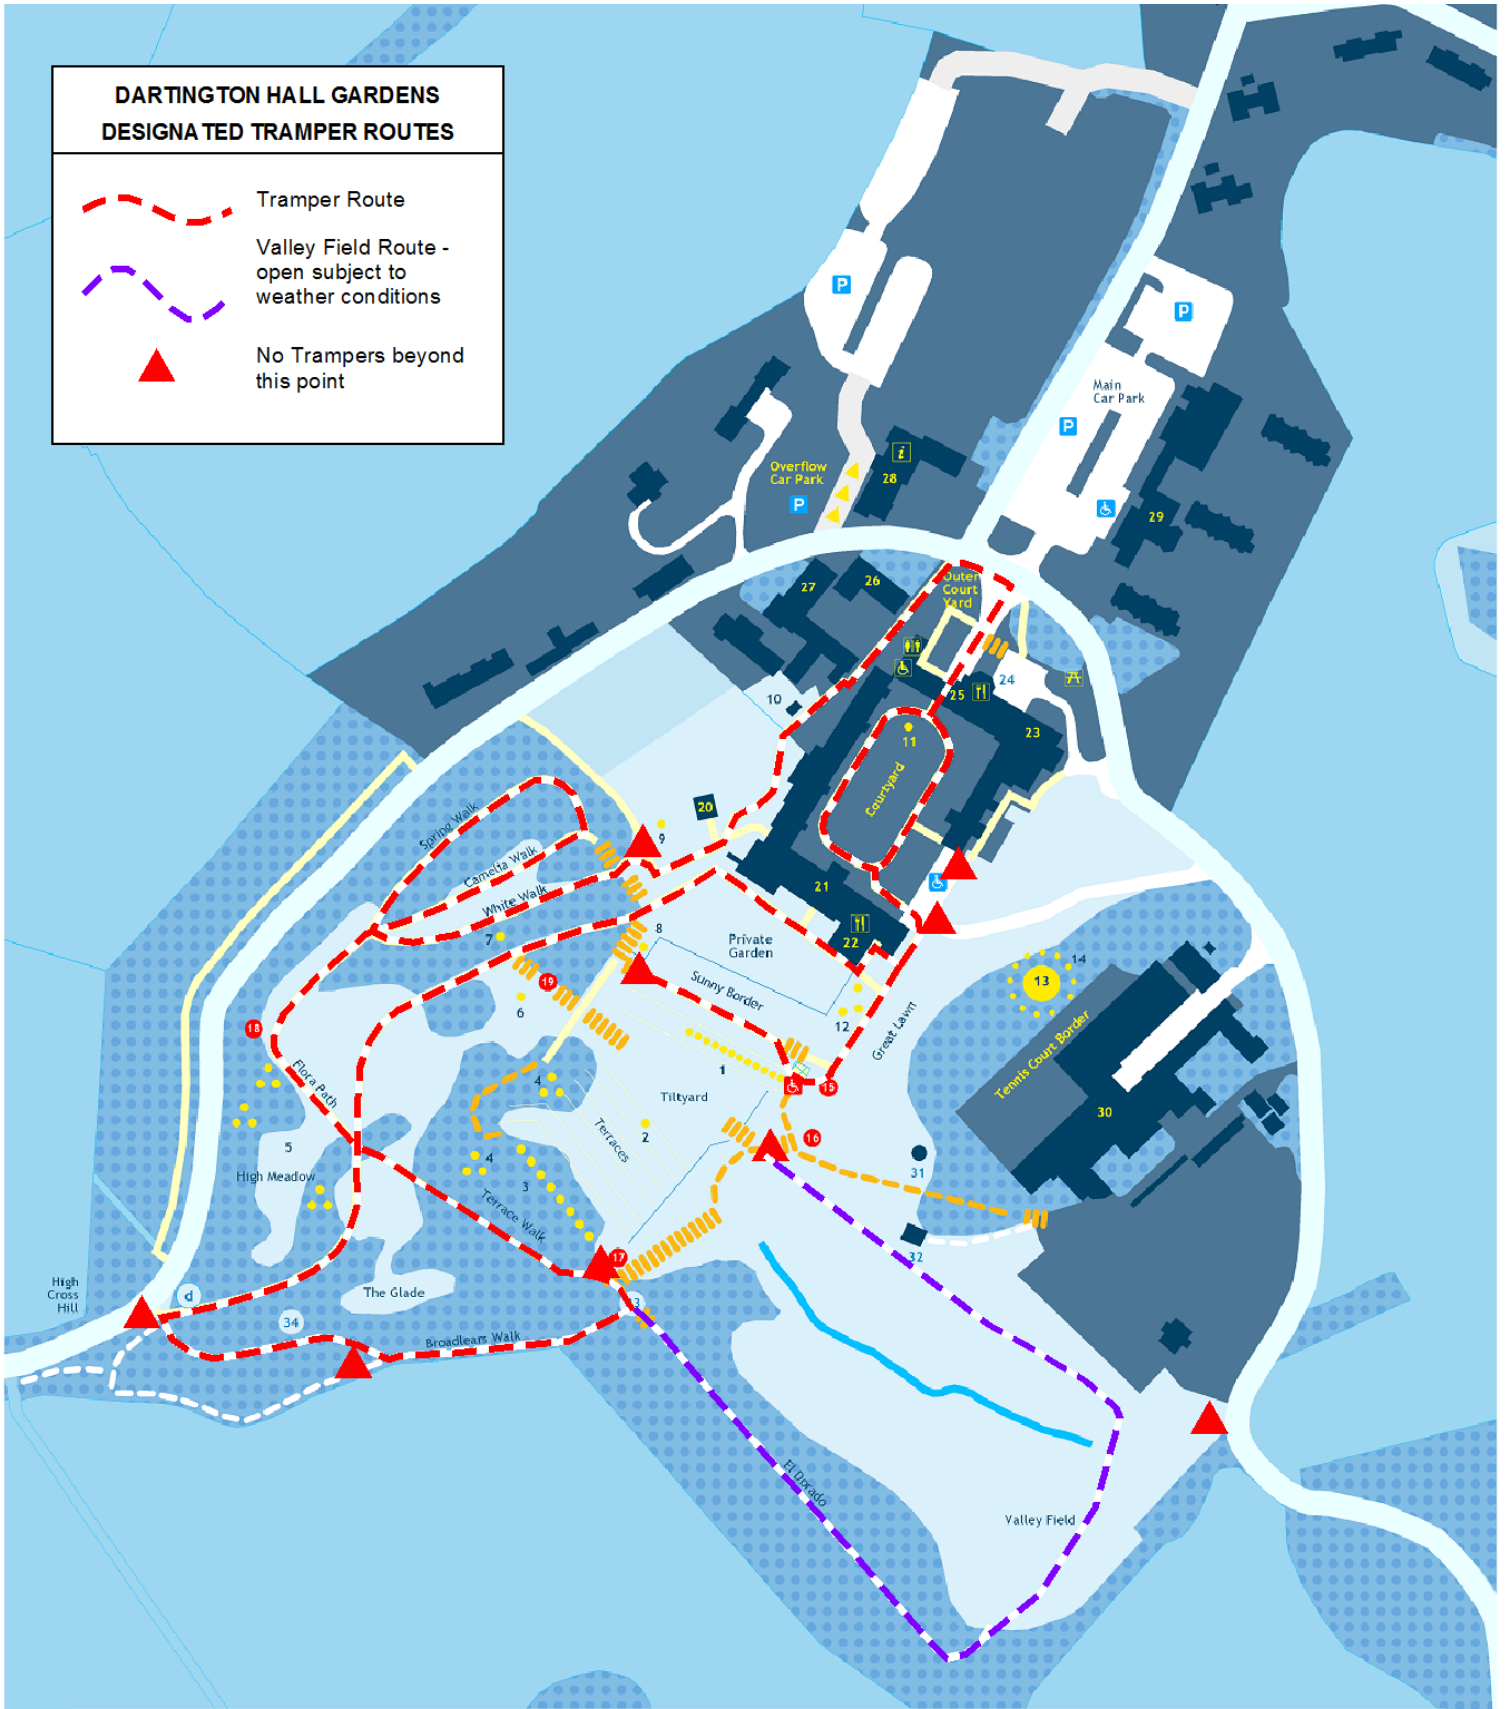 DARTINGTON HALL GARDENS
DESIGNATED TRAMPER ROUTES
Tramper Route
Valley Field Route -
open subject to
weather conditions
No Trampers beyond
this point
P
P
Main
Car Park
P
i
28
Overflow
Car Park
P
29
27
26
Outer
Court
Yard
24
25
10
23
11
Courtyard
20
9
Spring Walk
Camelia Walk
White Walk
21
22
7
8
Private
Garden
Sunny Border
14
13
19
6
12
Great Lawn
18
Tennis Court Border
Flora Path
1
4
15
Tiltyard
30
2
Terraces
16
5
4
31
High Meadow
3
Terrace Walk
17
32
High
Cross
Hill
d
The Glade
34
Broadlears Walk
El Dorado
Valley Field